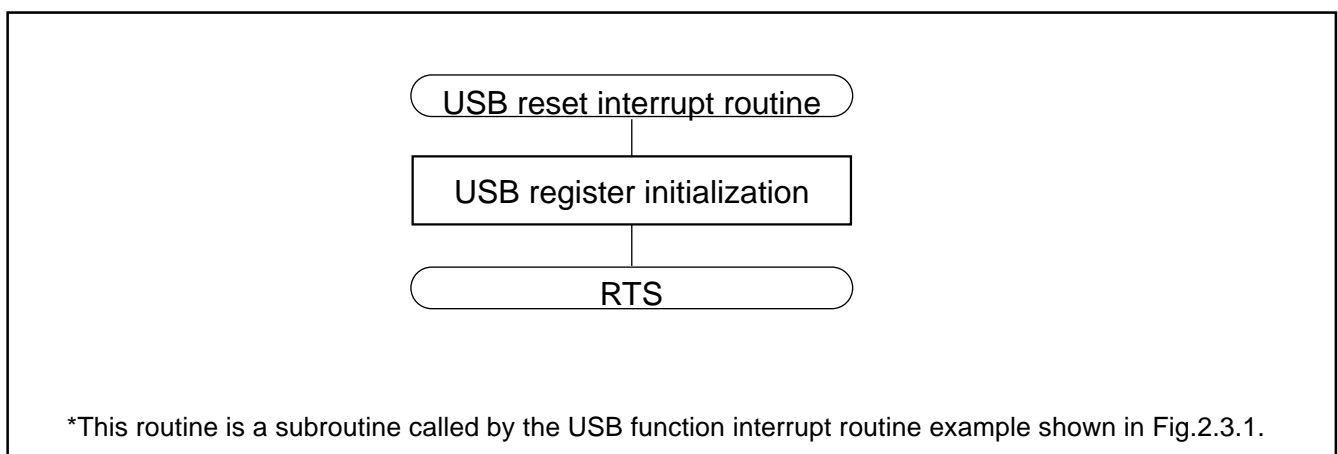 USB reset interrupt routine
USB register initialization
RTS
*This routine is a subroutine called by the USB function interrupt routine example shown in Fig.2.3.1.